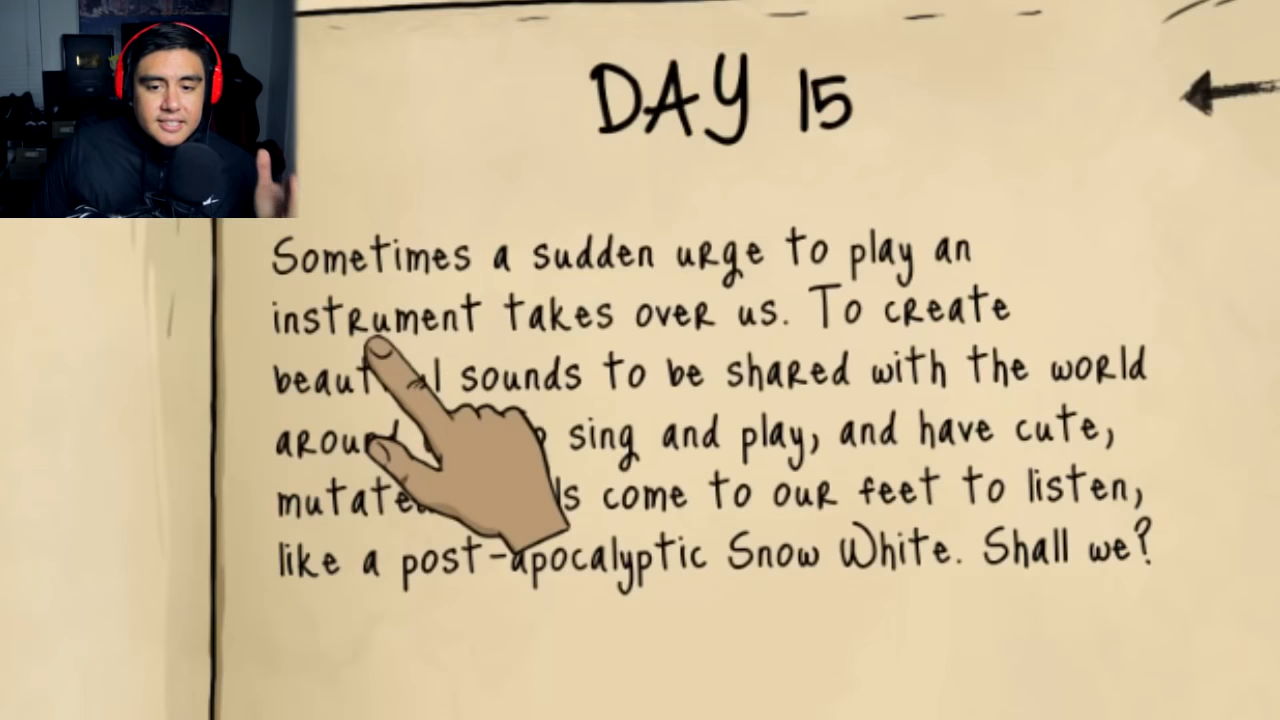 DAY 15
Sometimes a sudden urge to play an
instrument takes over us. To create
sounds to be shared with the world
sing and play, and have cute,
come to our feet to listen,
like a post-apocalyptic Snow White. Shall we?